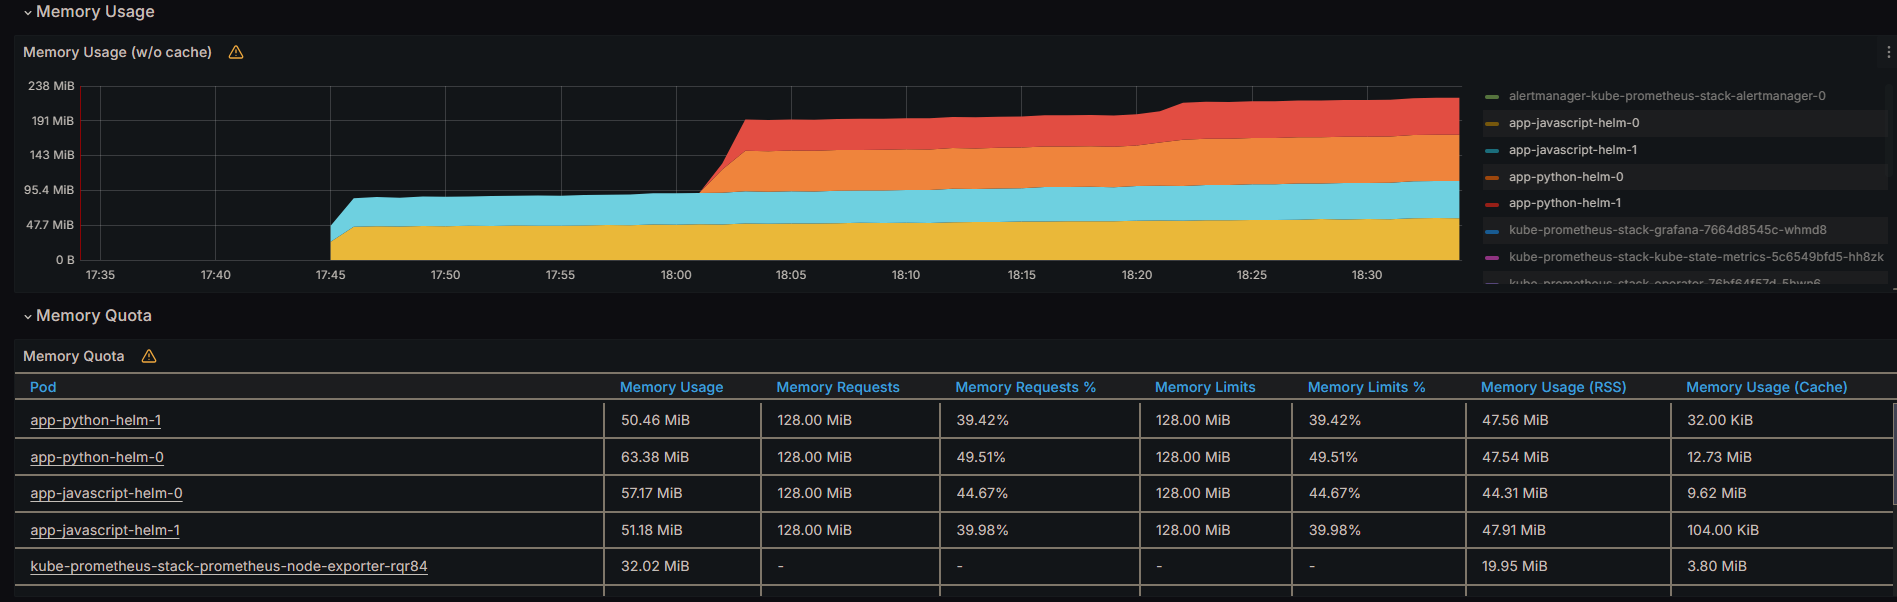 Memory Usage
Memory Usage (w/o cache)
238 MiB
191 MiB
143 MiB
95.4 MiB
47.7 MiB
0 B
17:35 17:40 17:45 17:50 17:55 18:00 18:05 18:10 18:15 18:20 18:25 18:30
alertmanager-kube-prometheus-stack-alertmanager-0
app-javascript-helm-0
app-javascript-helm-1
app-python-helm-0
app-python-helm-1
kube-prometheus-stack-grafana-7664d8545c-whmd8
kube-prometheus-stack-kube-state-metrics-5c6549bfd5-hh8zk
Memory Quota
Memory Quota
Pod Memory Usage Memory Requests Memory Requests % Memory Limits Memory Limits % Memory Usage (RSS) Memory Usage (Cache)
app-python-helm-1 50.46 MiB 128.00 MiB 39.42% 128.00 MiB 39.42% 47.56 MiB 32.00 KiB
app-python-helm-0 63.38 MiB 128.00 MiB 49.51% 128.00 MiB 49.51% 47.54 MiB 12.73 MiB
app-javascript-helm-0 57.17 MiB 128.00 MiB 44.67% 128.00 MiB 44.67% 44.31 MiB 9.62 MiB
app-javascript-helm-1 51.18 MiB 128.00 MiB 39.98% 128.00 MiB 39.98% 47.91 MiB 104.00 KiB
kube-prometheus-stack-prometheus-node-exporter-rqr84 32.02 MiB - - - - 19.95 MiB 3.80 MiB